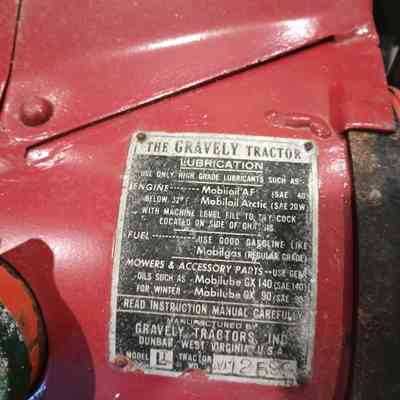 THE GRAVELY TRACTOR
LUBRICATION
USE ONLY HIGH GRADE LUBRICANTS SUCH AS-
ENGINE -------- Mobiloil AF (SAE 40
BELOW 32° F Mobiloil Arctic (SAE 20W
WITH MACHINE LEVEL FILL TO COCK
LOCATED ON SIDE OF
FUEL ---------- USE GOOD GASOLINE LIKE
Mobilgas (REGULAR GRADE)
MOWERS & ACCESSORY PARTS -- USE GEAR
OILS SUCH AS - Mobilube GX 140 (SAE 140)
FOR WINTER - Mobilube GX 90 (SAE 90)
READ INSTRUCTION MANUAL CAREFULLY
MANUFACTURED BY
GRAVELY TRACTORS, INC.
DUNBAR, WEST VIRGINIA U.S.A.
MODEL L TRACTOR
NO.